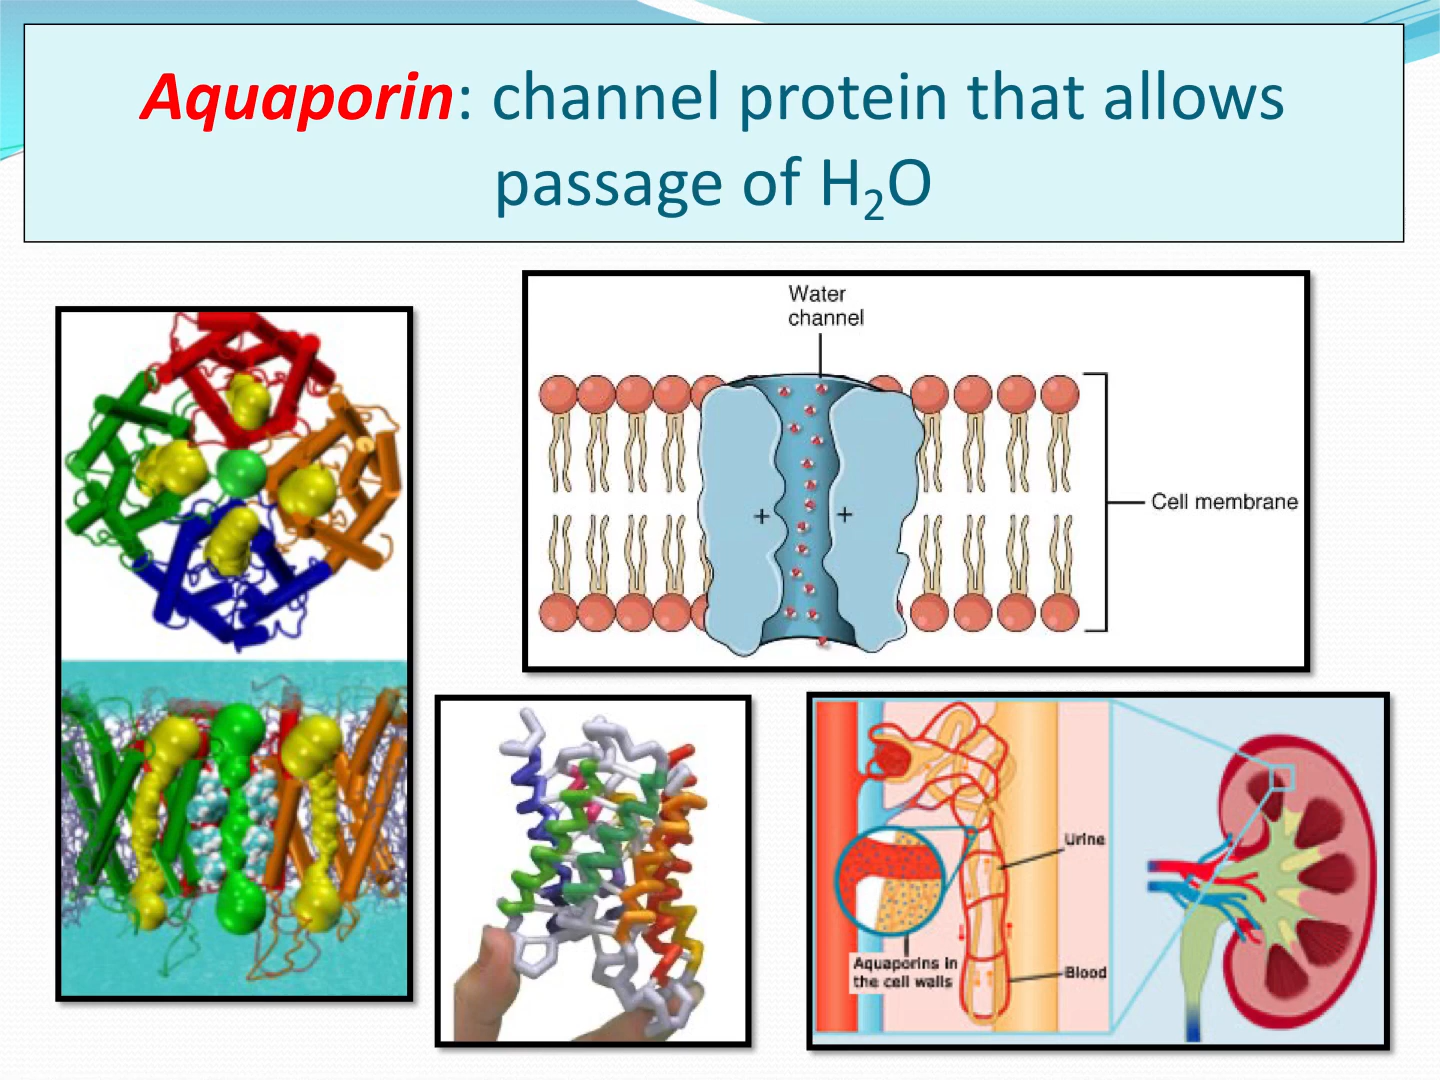 Aquaporin: channel protein that allows
passage of H₂O
Water
channel
+ +
Cell membrane
Urine
Aquaporins in
the cell walls
Blood